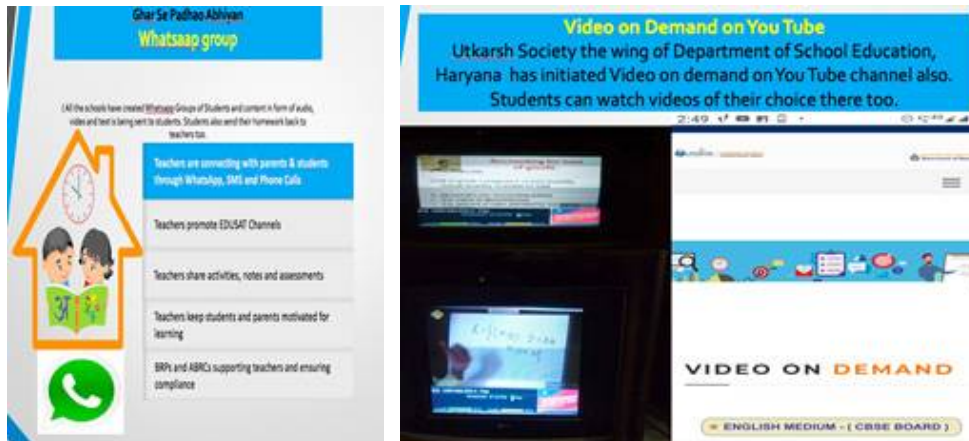 Ghar Se Padhao Abhiyan
Whatsaap group
( All the schools have created Whatsapp Groups of Students and content in form of audio,
video and text is being sent to students. Students also send their homework back to
teachers too.
Teachers are connecting with parents & students
through WhatsApp, SMS and Phone Calls
Teachers promote EDUSAT Channels
Teachers share activities, notes and assessments
Teachers keep students and parents motivated for
learning
BRPs and ABRCs supporting teachers and ensuring
compliance
अ
Video on Demand on You Tube
Utkarsh Society the wing of Department of School Education,
Haryana has initiated Video on demand on You Tube channel also.
Students can watch videos of their choice there too.
2:49
VIDEO ON DEMAND
ENGLISH MEDIUM - ( CBSE BOARD )